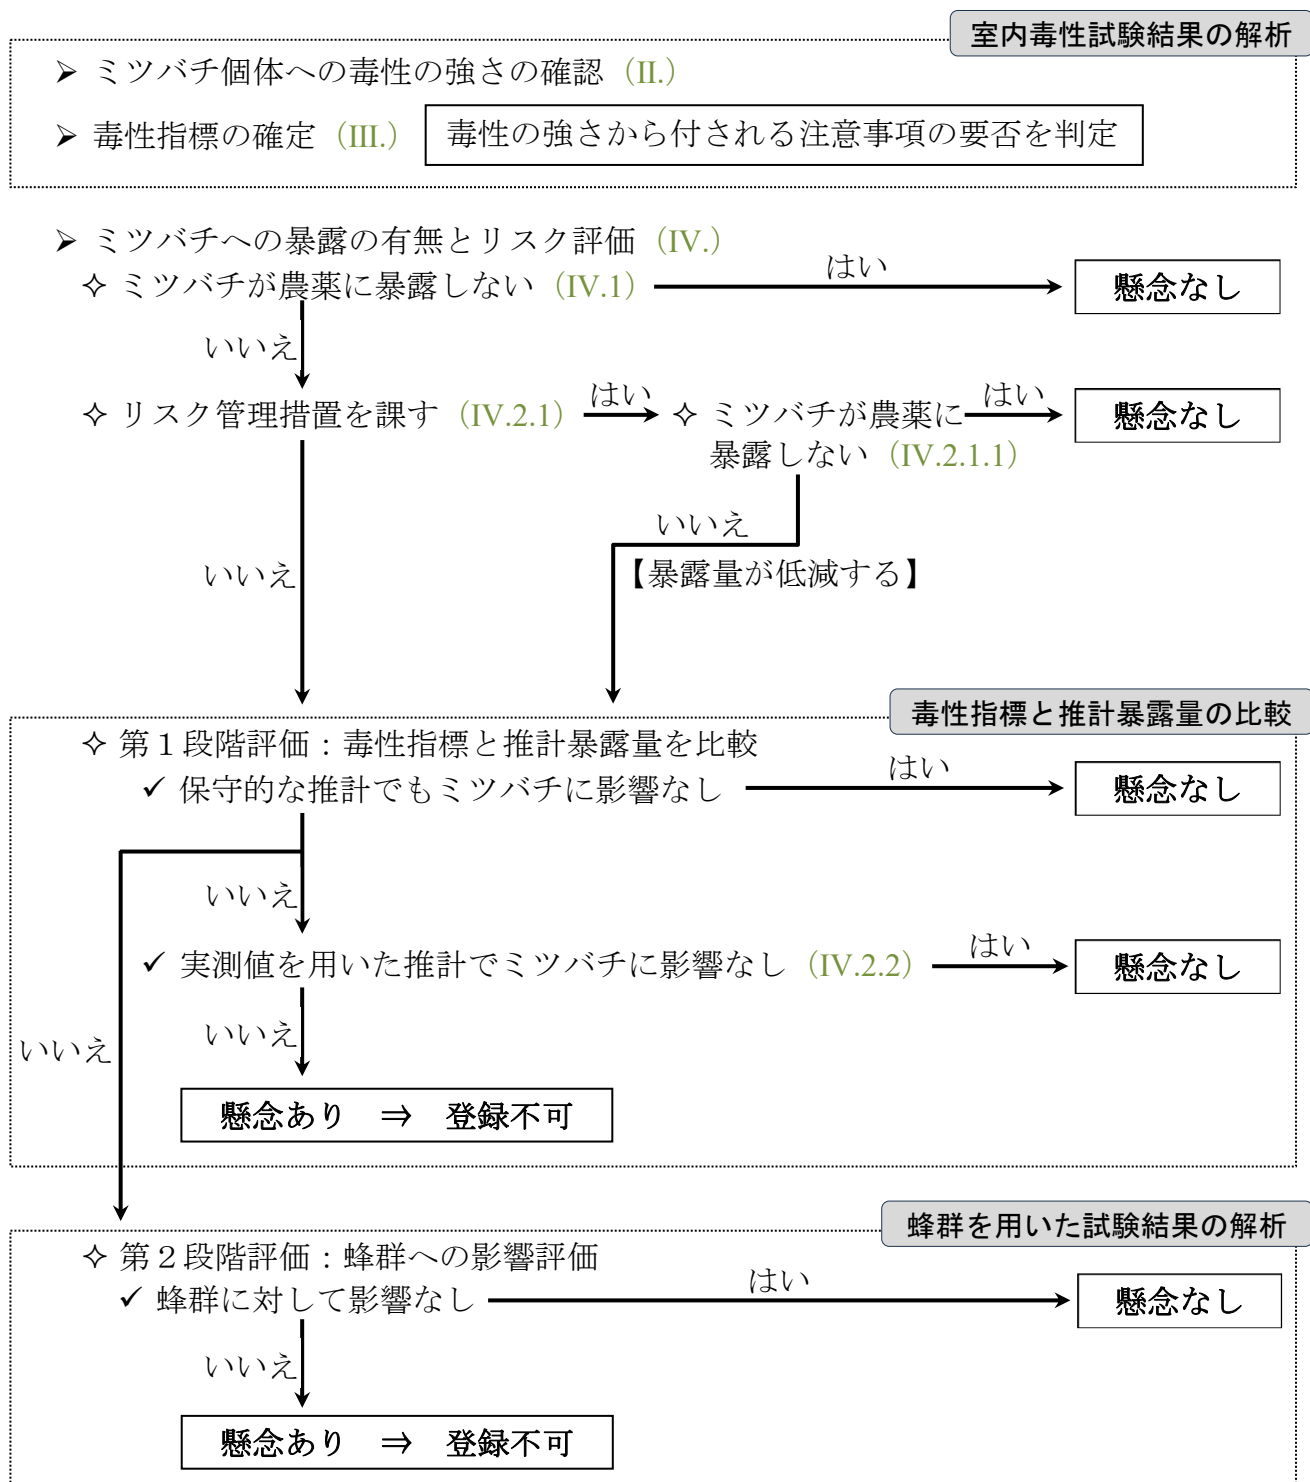 室内毒性試験結果の解析
➢ ミツバチ個体への毒性の強さの確認（II.）
➢ 毒性指標の確定（III.） 毒性の強さから付される注意事項の要否を判定
➢ ミツバチへの暴露の有無とリスク評価（IV.）
✧ ミツバチが農薬に暴露しない（IV.1） はい 懸念なし
いいえ
✧ リスク管理措置を課す（IV.2.1） はい ✧ ミツバチが農薬に はい 懸念なし
暴露しない（IV.2.1.1）
いいえ
いいえ 【暴露量が低減する】
毒性指標と推計暴露量の比較
✧ 第１段階評価：毒性指標と推計暴露量を比較
✓ 保守的な推計でもミツバチに影響なし はい 懸念なし
いいえ
✓ 実測値を用いた推計でミツバチに影響なし（IV.2.2） はい 懸念なし
いいえ
いいえ
懸念あり ⇒ 登録不可
蜂群を用いた試験結果の解析
✧ 第２段階評価：蜂群への影響評価
✓ 蜂群に対して影響なし はい 懸念なし
いいえ
懸念あり ⇒ 登録不可